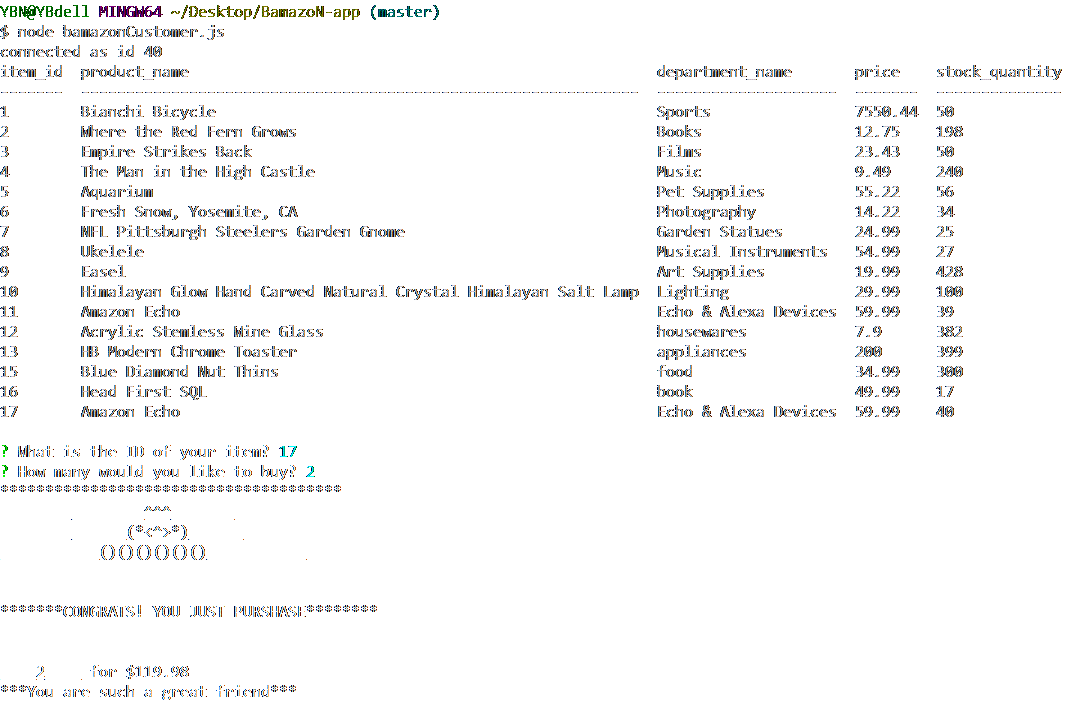 YBN@YBdell MINGW64 ~/Desktop/BamazoN-app (master)
$ node bamazonCustomer.js
connected as id 40
item_id  product_name  department_name  price  stock_quantity
-------  --------------------------------------------------------------  --------------------  -------  --------------
1  Bianchi Bicycle  Sports  7550.44  50
2  Where the Red Fern Grows  Books  12.75  198
3  Empire Strikes Back  Films  23.43  50
4  The Man in the High Castle  Music  9.49  240
5  Aquarium  Pet Supplies  55.22  56
6  Fresh Snow, Yosemite, CA  Photography  14.22  34
7  NFL Pittsburgh Steelers Garden Gnome  Garden Statues  24.99  25
8  Ukelele  Musical Instruments  54.99  27
9  Easel  Art Supplies  19.99  428
10  Himalayan Glow Hand Carved Natural Crystal Himalayan Salt Lamp  Lighting  29.99  100
11  Amazon Echo  Echo & Alexa Devices  59.99  39
12  Acrylic Stemless Wine Glass  housewares  7.9  382
13  HB Modern Chrome Toaster  appliances  200  399
15  Blue Diamond Nut Thins  food  34.99  300
16  Head First SQL  book  49.99  17
17  Amazon Echo  Echo & Alexa Devices  59.99  40
? What is the ID of your item? 17
? How many would you like to buy? 2
**************************************
^^^
(*<^>*)
()()()()()()
*******CONGRATS! YOU JUST PURSHASE********
2 for $119.98
***You are such a great friend***